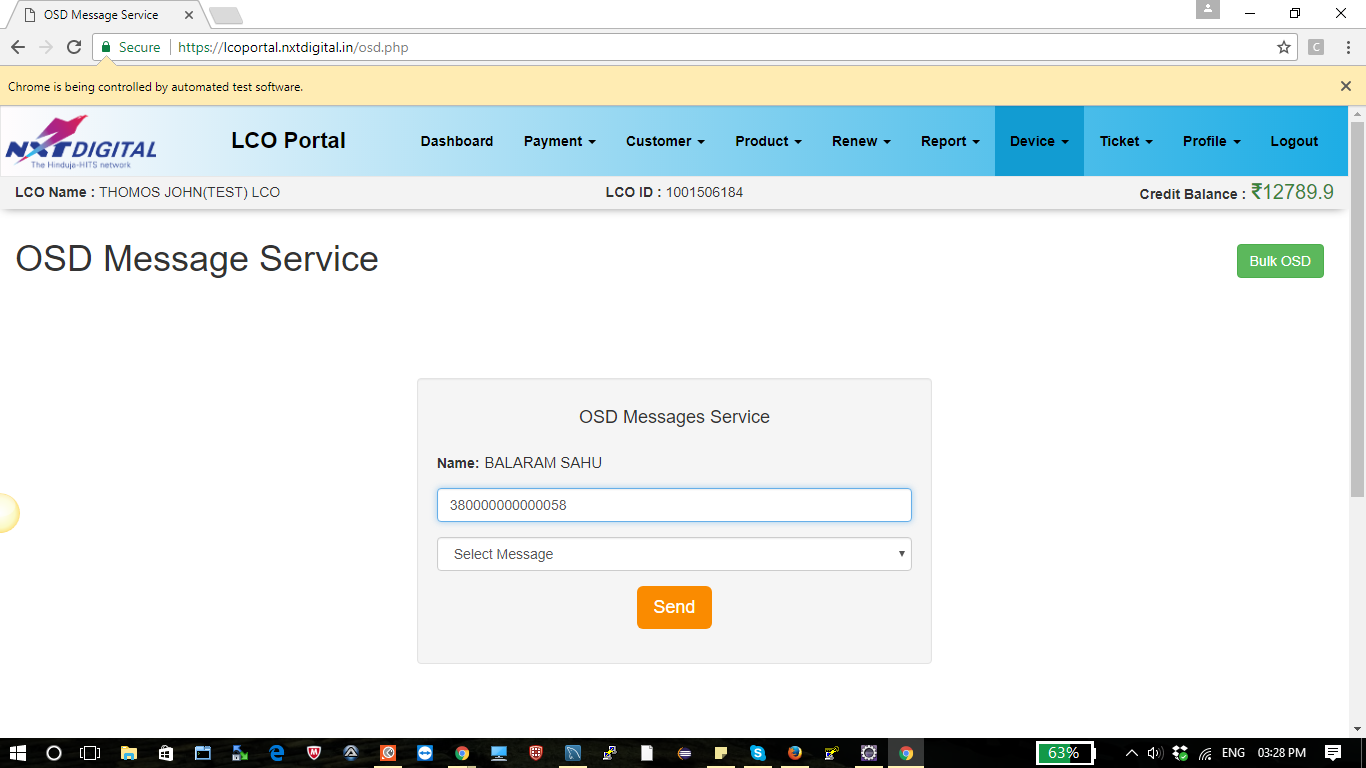 OSD Message Service
Secure
https://lcoportal.nxtdigital.in/osd.php
C
Chrome is being controlled by automated test software.
NXTDIGITAL
The Hinduja-HITS network
LCO Portal
Dashboard
Payment
Customer
Product
Renew
Report
Device
Ticket
Profile
Logout
LCO Name : THOMOS JOHN(TEST) LCO
LCO ID : 1001506184
Credit Balance : ₹12789.9
OSD Message Service
Bulk OSD
OSD Messages Service
Name: BALARAM SAHU
380000000000058
Select Message
Send
63%
ENG
03:28 PM